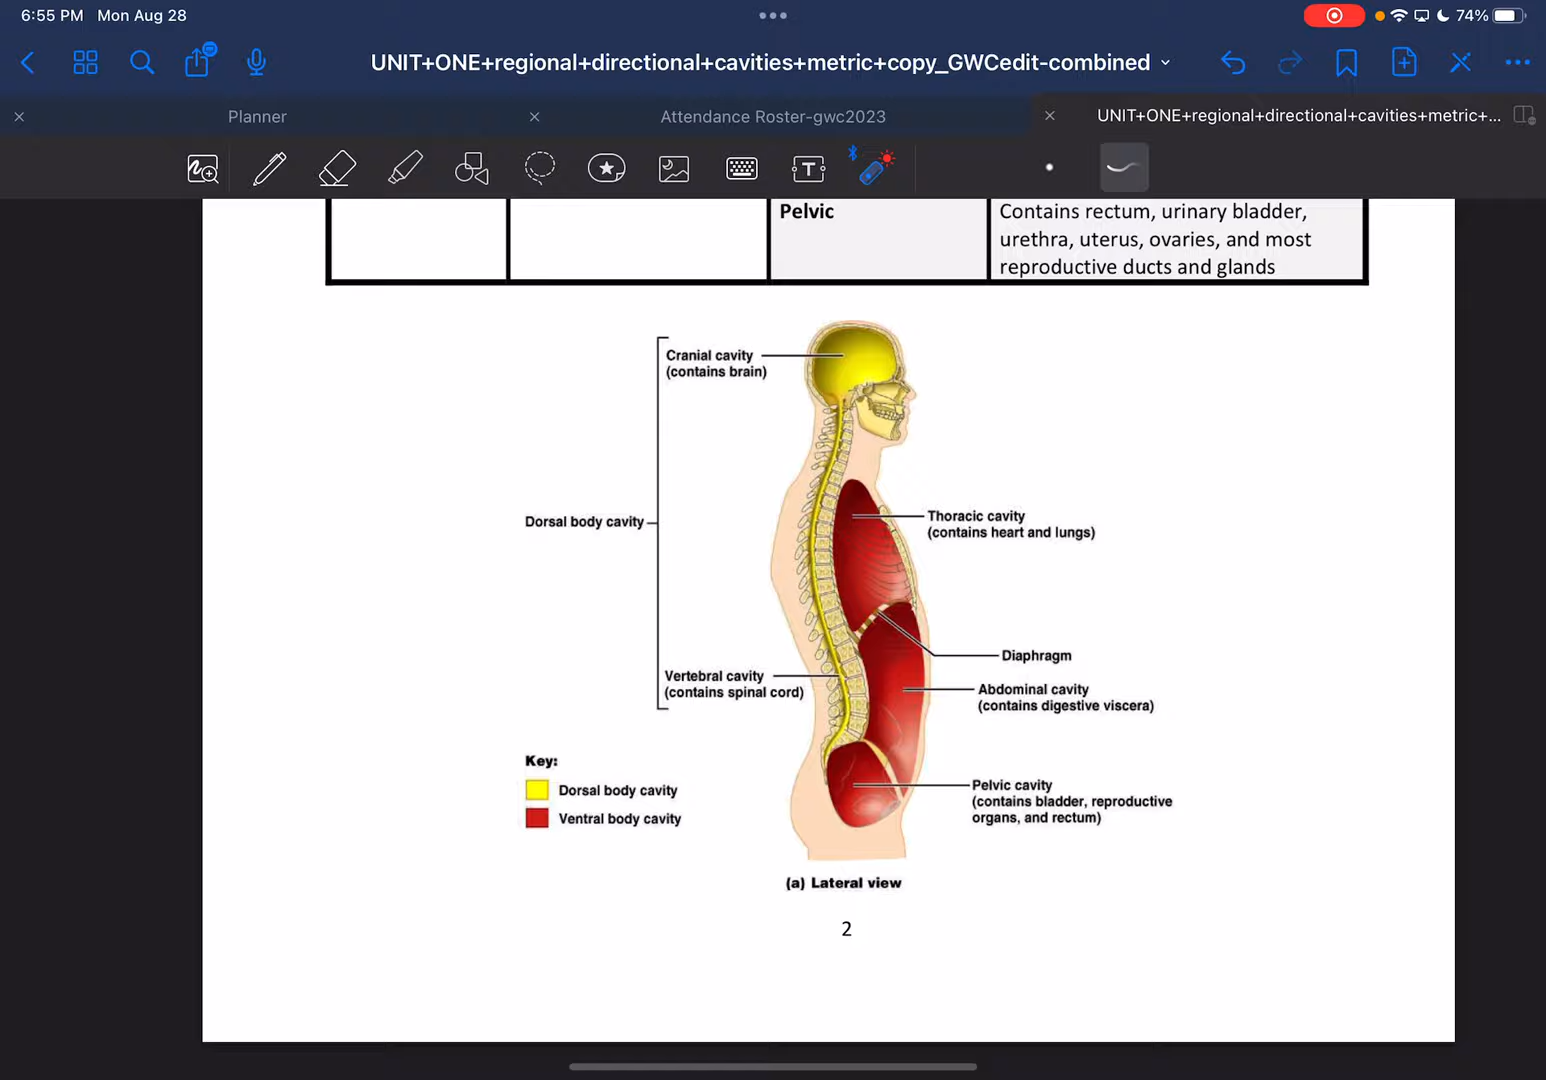 6:55 PM Mon Aug 28
74%
UNIT+ONE+regional+directional+cavities+metric+copy_GWCedit-combined
Planner
Attendance Roster-gwc2023
UNIT+ONE+regional+directional+cavities+metric+...
T
Pelvic
Contains rectum, urinary bladder,
urethra, uterus, ovaries, and most
reproductive ducts and glands
Cranial cavity
(contains brain)
Dorsal body cavity
Thoracic cavity
(contains heart and lungs)
Diaphragm
Vertebral cavity
(contains spinal cord)
Abdominal cavity
(contains digestive viscera)
Key:
Dorsal body cavity
Ventral body cavity
Pelvic cavity
(contains bladder, reproductive
organs, and rectum)
(a) Lateral view
2